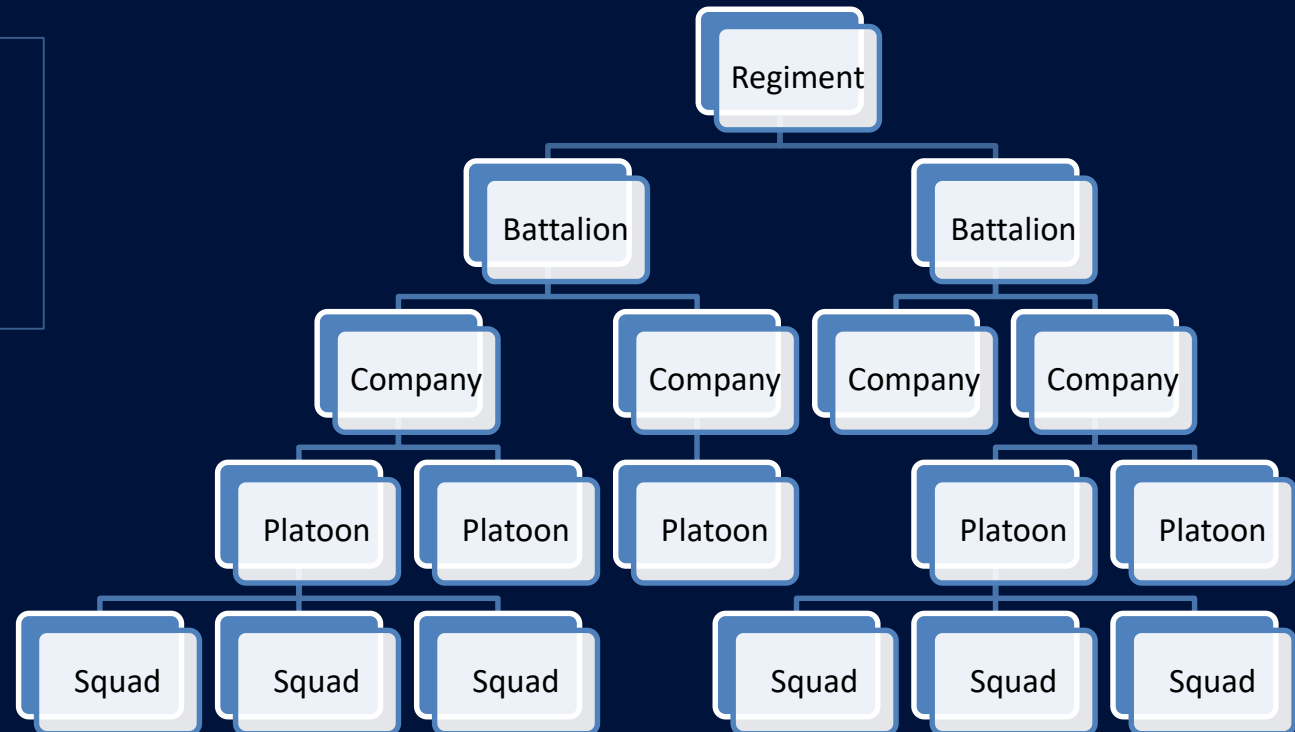 Regiment
Battalion Battalion
Company Company Company Company
Platoon Platoon Platoon Platoon Platoon
Squad Squad Squad Squad Squad Squad